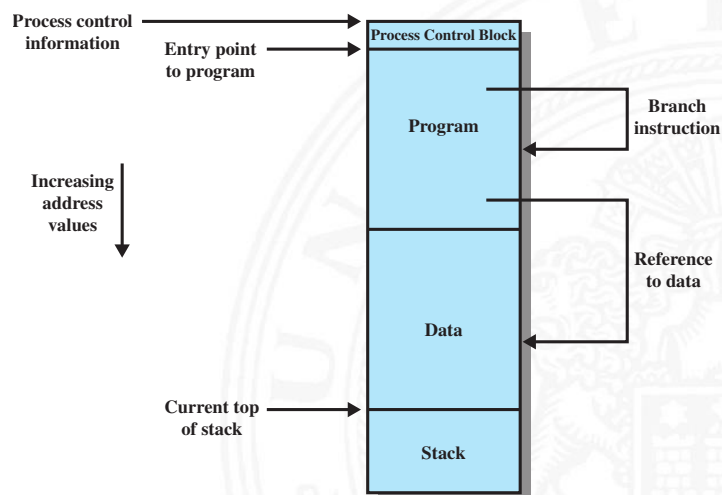 Process control
information
Process Control Block
Entry point
to program
Program
Branch
instruction
Increasing
address
values
Reference
to data
Data
Current top
of stack
Stack